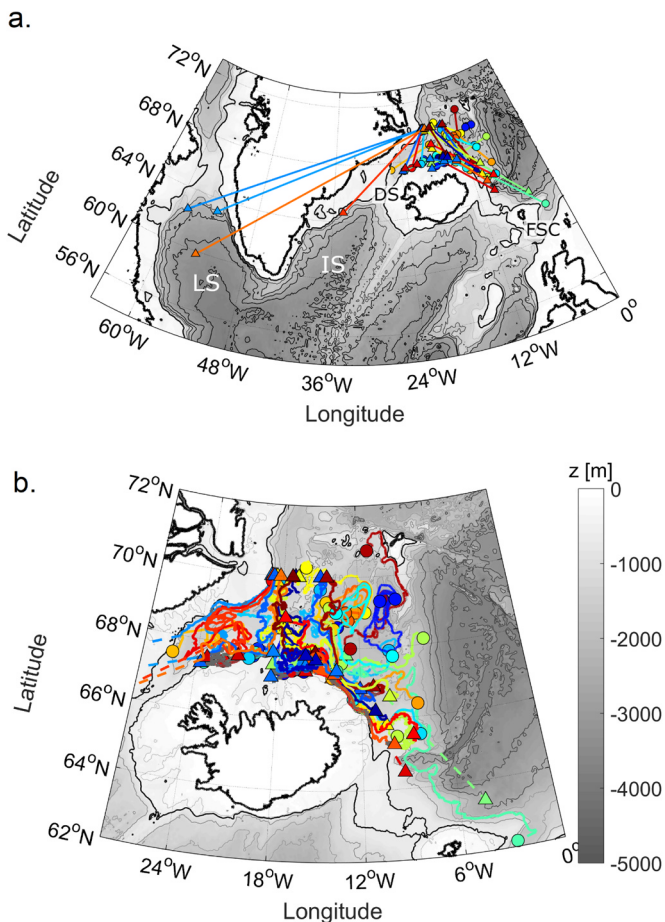 a.
72°N
68°N
64°N
60°N
56°N
Latitude
DS
FSC
LS
IS
60°W
48°W
36°W
24°W
12°W
0°
Longitude
b.
z [m]
72°N
70°N
68°N
66°N
64°N
62°N
Latitude
0
-1000
-2000
-3000
-4000
-5000
24°W
18°W
12°W
6°W
0°
Longitude